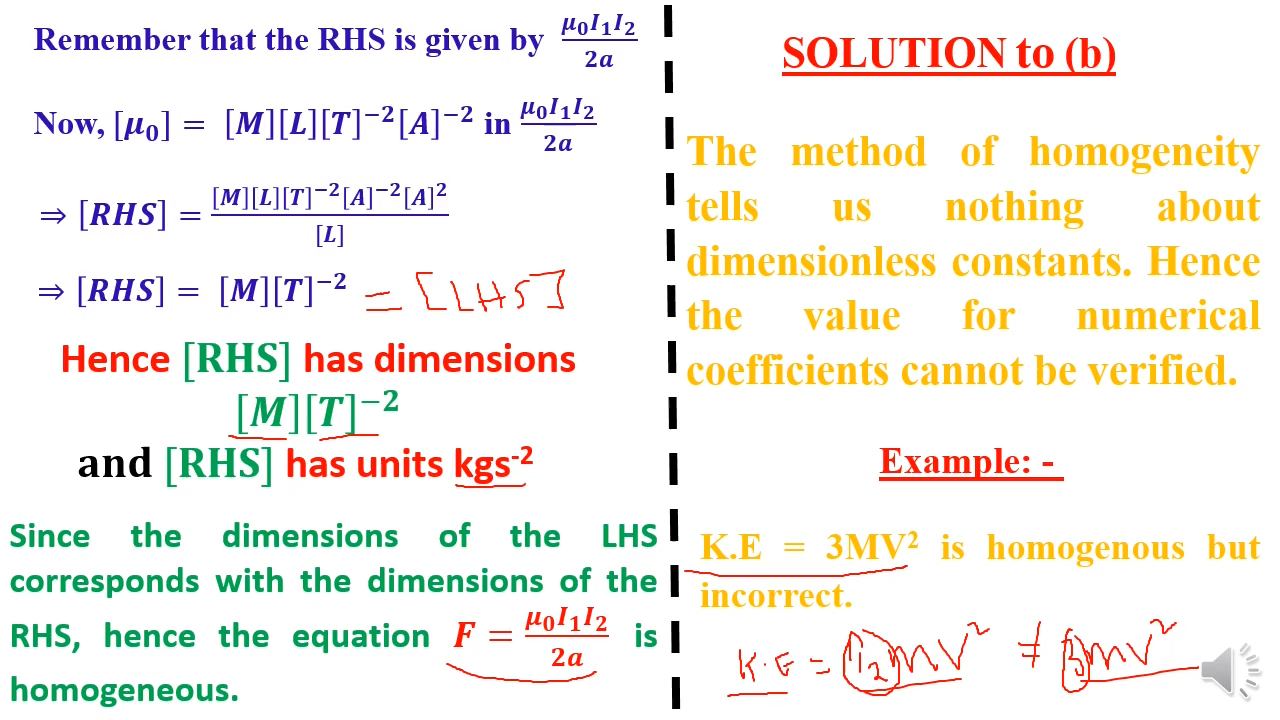 Remember that the RHS is given by μ₀I₁I₂/2a
Now, [μ₀] = [M][L][T]⁻²[A]⁻² in μ₀I₁I₂/2a
⇒ [RHS] = [M][L][T]⁻²[A]⁻²[A]²/[L]
⇒ [RHS] = [M][T]⁻² = [LHS]
Hence [RHS] has dimensions
[M][T]⁻²
and [RHS] has units kgs⁻²
Since the dimensions of the LHS
corresponds with the dimensions of the
RHS, hence the equation F = μ₀I₁I₂/2a is
homogeneous.
SOLUTION to (b)
The method of homogeneity
tells us nothing about
dimensionless constants. Hence
the value for numerical
coefficients cannot be verified.
Example: -
K.E = 3MV² is homogenous but
incorrect.
K.E = 1/2 mv² ≠ 3mv²